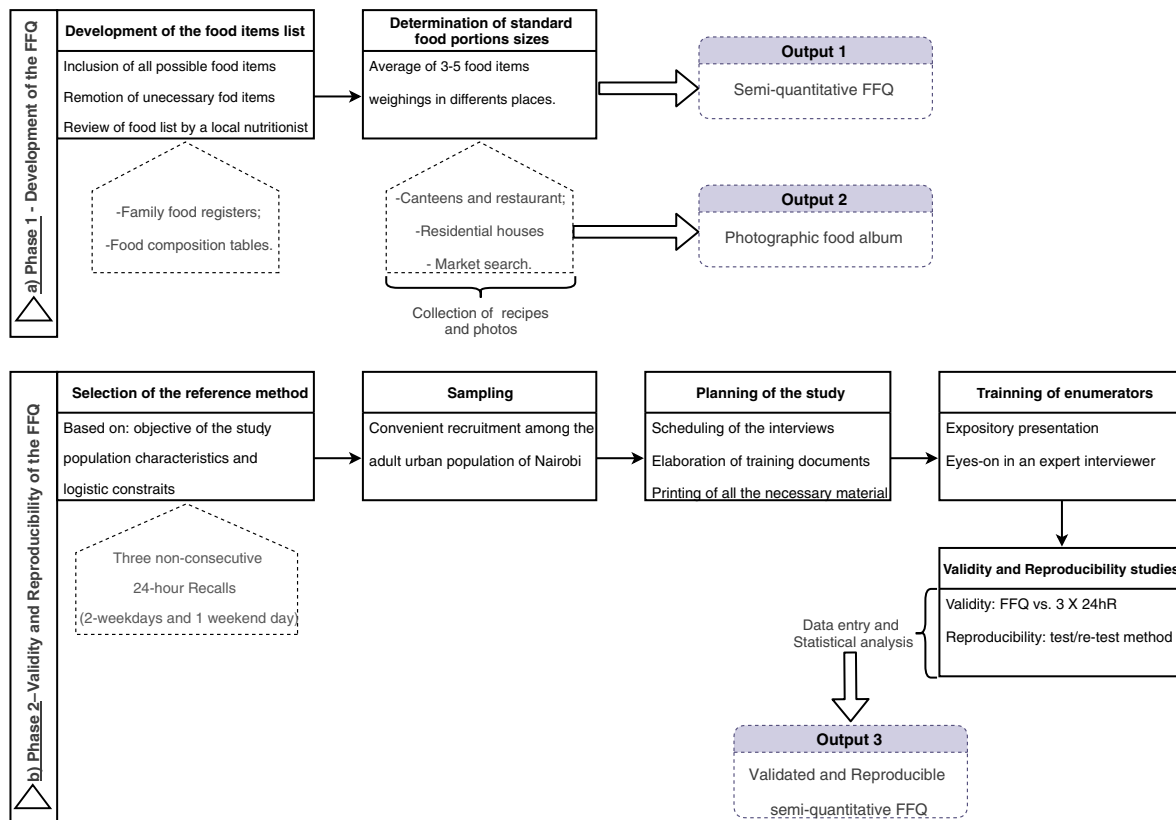 a) Phase 1 - Development of the FFQ
Development of the food items list
Inclusion of all possible food items
Remotion of unecessary fod items
Review of food list by a local nutritionist
-Family food registers;
-Food composition tables.
Determination of standard
food portions sizes
Average of 3-5 food items
weighings in differents places.
-Canteens and restaurant;
-Residential houses
- Market search.
Collection of recipes
and photos
Output 1
Semi-quantitative FFQ
Output 2
Photographic food album
b) Phase 2–Validity and Reproducibility of the FFQ
Selection of the reference method
Based on: objective of the study
population characteristics and
logistic constraits
Three non-consecutive
24-hour Recalls
(2-weekdays and 1 weekend day)
Sampling
Convenient recruitment among the
adult urban population of Nairobi
Planning of the study
Scheduling of the interviews
Elaboration of training documents
Printing of all the necessary material
Trainning of enumerators
Expository presentation
Eyes-on in an expert interviewer
Validity and Reproducibility studies
Validity: FFQ vs. 3 X 24hR
Reproducibility: test/re-test method
Data entry and
Statistical analysis
Output 3
Validated and Reproducible
semi-quantitative FFQ